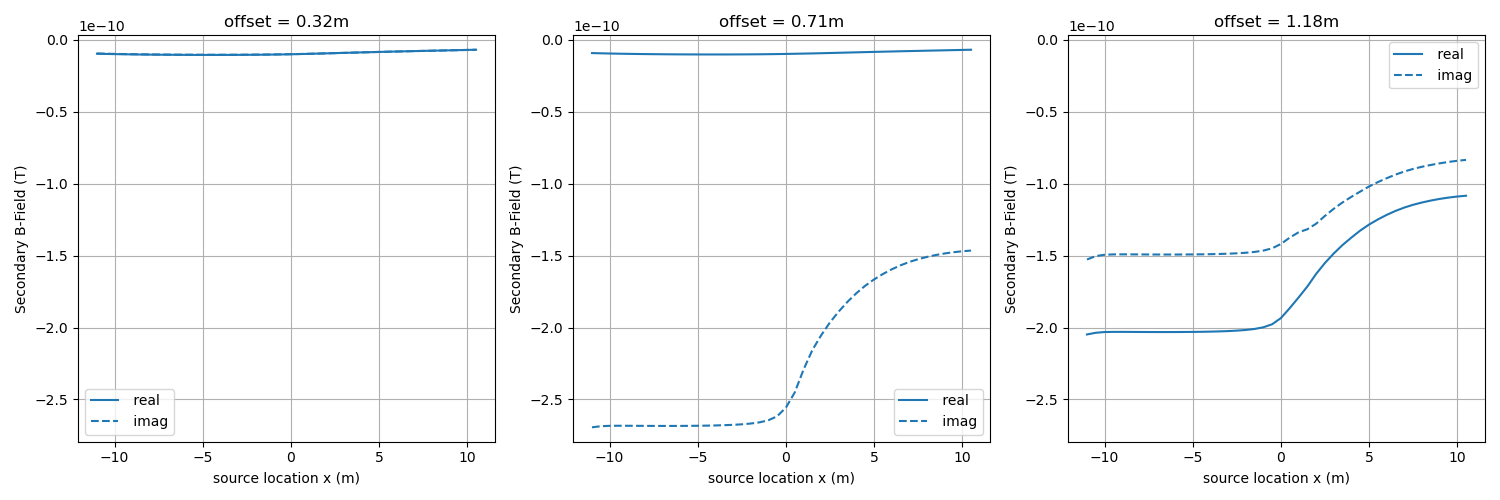 offset = 0.32m
1e−10
0.0
−0.5
−1.0
−1.5
−2.0
−2.5
Secondary B-Field (T)
real
imag
−10 −5 0 5 10
source location x (m)
offset = 0.71m
1e−10
0.0
−0.5
−1.0
−1.5
−2.0
−2.5
Secondary B-Field (T)
real
imag
−10 −5 0 5 10
source location x (m)
offset = 1.18m
1e−10
0.0
−0.5
−1.0
−1.5
−2.0
−2.5
Secondary B-Field (T)
real
imag
−10 −5 0 5 10
source location x (m)